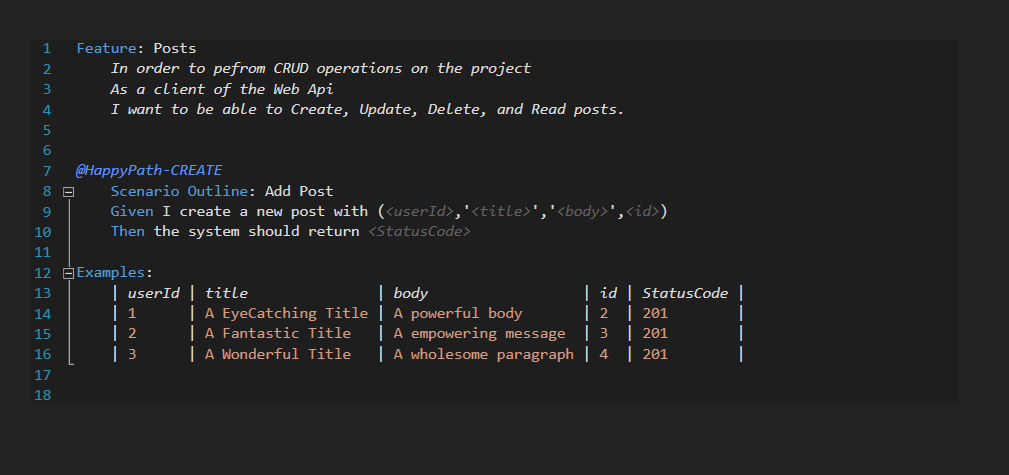 1 Feature: Posts
2 In order to pefrom CRUD operations on the project
3 As a client of the Web Api
4 I want to be able to Create, Update, Delete, and Read posts.
5
6
7 @HappyPath-CREATE
8 Scenario Outline: Add Post
9 Given I create a new post with (<userId>,'<title>','<body>',<id>)
10 Then the system should return <StatusCode>
11
12 Examples:
13 | userId | title | body | id | StatusCode |
14 | 1 | A EyeCatching Title | A powerful body | 2 | 201 |
15 | 2 | A Fantastic Title | A empowering message | 3 | 201 |
16 | 3 | A Wonderful Title | A wholesome paragraph | 4 | 201 |
17
18